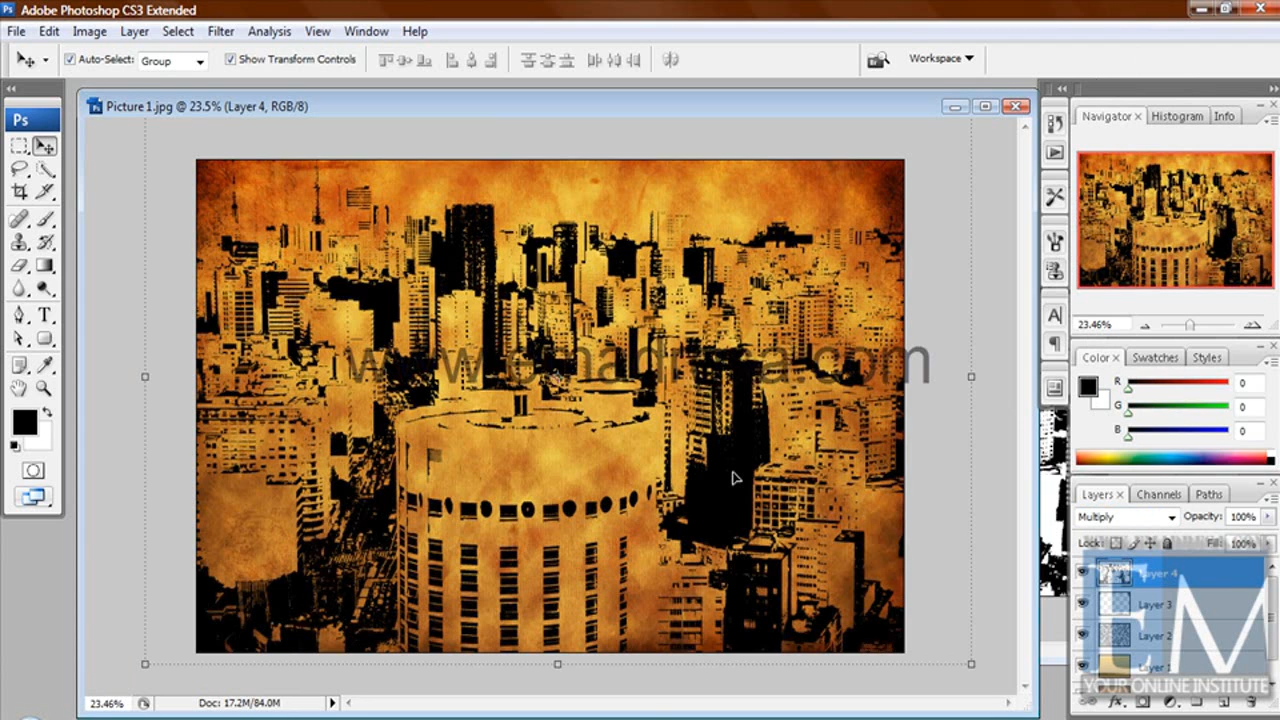 Adobe Photoshop CS3 Extended
File Edit Image Layer Select Filter Analysis View Window Help
Auto-Select: Group Show Transform Controls Workspace
Ps
Picture 1.jpg @ 23.5% (Layer 4, RGB/8)
Navigator Histogram Info
23.46%
Color Swatches Styles
R 0
G 0
B 0
Layers Channels Paths
Multiply Opacity: 100%
Lock: Fill: 100%
Layer 4
Layer 3
Layer 2
Layer 1
EM
YOUR ONLINE INSTITUTE
23.46% Doc: 17.2M/84.0M